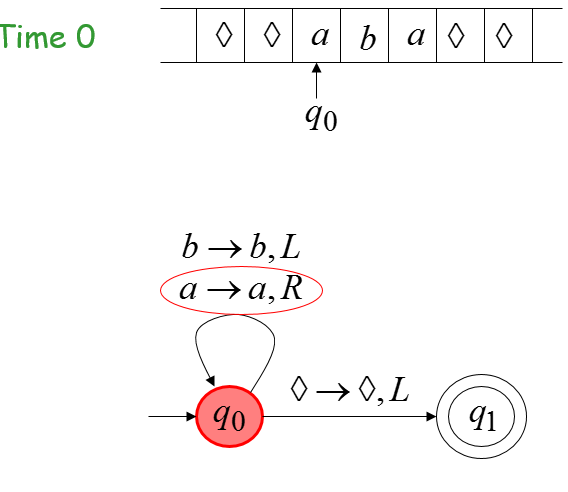 Time 0
◊ ◊ a b a ◊ ◊
q0
b → b, L
a → a, R
◊ → ◊, L
q0
q1